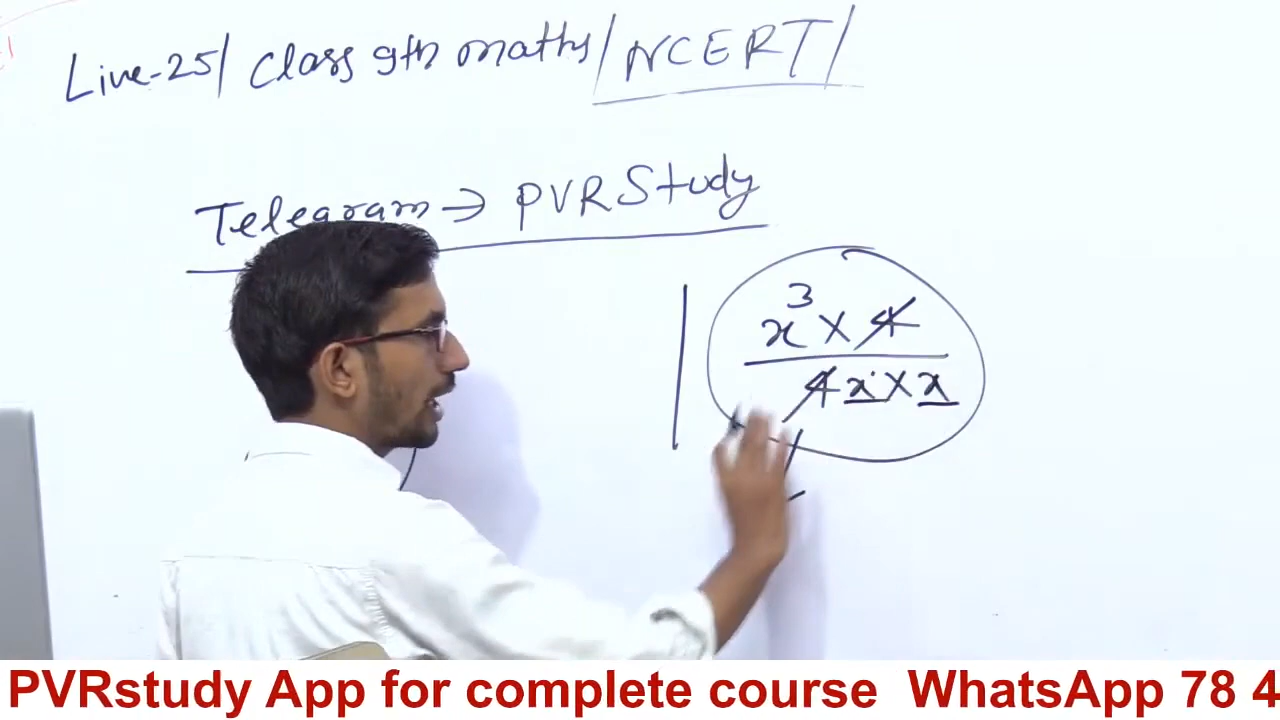 Live-25/ Class 9th maths/NCERT/
Telegram → PVRStudy
x³ × 4
4x × x
PVRstudy App for complete course WhatsApp 78 4